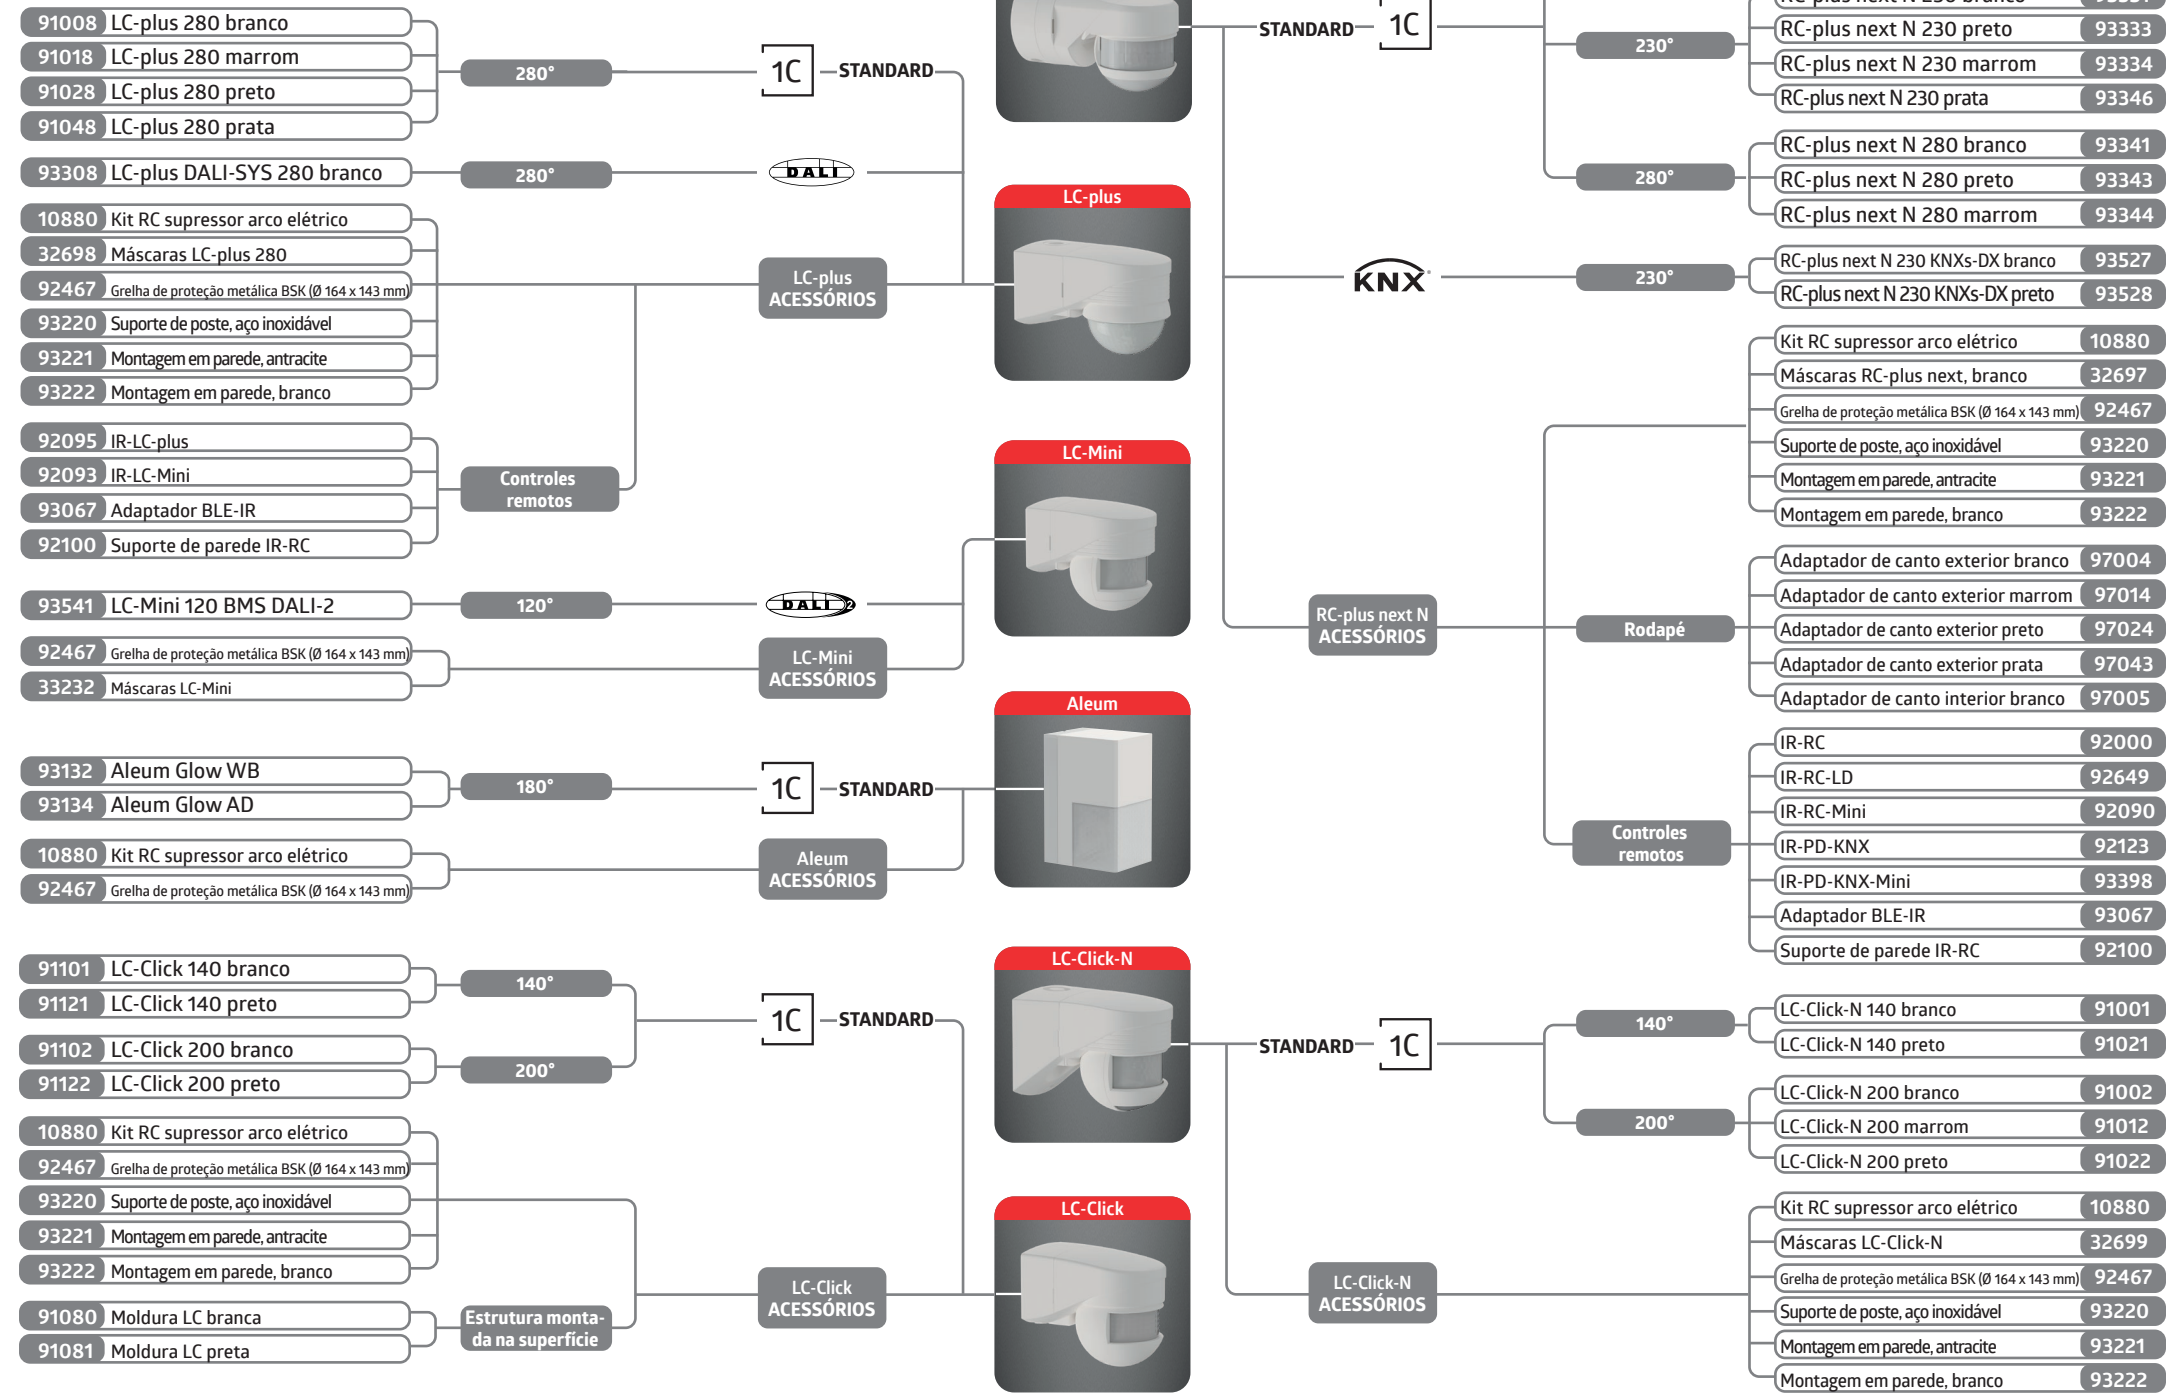 91008 LC-plus 280 branco
91018 LC-plus 280 marrom
91028 LC-plus 280 preto
91048 LC-plus 280 prata
280°
1C
STANDARD
93308 LC-plus DALI-SYS 280 branco
280°
DALI
10880 Kit RC supressor arco elétrico
32698 Máscaras LC-plus 280
92467 Grelha de proteção metálica BSK (Ø 164 x 143 mm)
93220 Suporte de poste, aço inoxidável
93221 Montagem em parede, antracite
93222 Montagem em parede, branco
LC-plus
ACESSÓRIOS
92095 IR-LC-plus
92093 IR-LC-Mini
93067 Adaptador BLE-IR
92100 Suporte de parede IR-RC
Controles
remotos
93541 LC-Mini 120 BMS DALI-2
120°
DALI 2
92467 Grelha de proteção metálica BSK (Ø 164 x 143 mm)
33232 Máscaras LC-Mini
LC-Mini
ACESSÓRIOS
93132 Aleum Glow WB
93134 Aleum Glow AD
180°
1C
STANDARD
10880 Kit RC supressor arco elétrico
92467 Grelha de proteção metálica BSK (Ø 164 x 143 mm)
Aleum
ACESSÓRIOS
91101 LC-Click 140 branco
91121 LC-Click 140 preto
140°
91102 LC-Click 200 branco
91122 LC-Click 200 preto
200°
1C
STANDARD
10880 Kit RC supressor arco elétrico
92467 Grelha de proteção metálica BSK (Ø 164 x 143 mm)
93220 Suporte de poste, aço inoxidável
93221 Montagem em parede, antracite
93222 Montagem em parede, branco
91080 Moldura LC branca
91081 Moldura LC preta
Estrutura monta-
da na superfície
LC-Click
ACESSÓRIOS
LC-plus
LC-Mini
Aleum
LC-Click-N
LC-Click
STANDARD
1C
230°
RC-plus next N 230 preto 93333
RC-plus next N 230 marrom 93334
RC-plus next N 230 prata 93346
280°
RC-plus next N 280 branco 93341
RC-plus next N 280 preto 93343
RC-plus next N 280 marrom 93344
KNX
230°
RC-plus next N 230 KNXs-DX branco 93527
RC-plus next N 230 KNXs-DX preto 93528
RC-plus next N
ACESSÓRIOS
Kit RC supressor arco elétrico 10880
Máscaras RC-plus next, branco 32697
Grelha de proteção metálica BSK (Ø 164 x 143 mm) 92467
Suporte de poste, aço inoxidável 93220
Montagem em parede, antracite 93221
Montagem em parede, branco 93222
Rodapé
Adaptador de canto exterior branco 97004
Adaptador de canto exterior marrom 97014
Adaptador de canto exterior preto 97024
Adaptador de canto exterior prata 97043
Adaptador de canto interior branco 97005
Controles
remotos
IR-RC 92000
IR-RC-LD 92649
IR-RC-Mini 92090
IR-PD-KNX 92123
IR-PD-KNX-Mini 93398
Adaptador BLE-IR 93067
Suporte de parede IR-RC 92100
STANDARD
1C
140°
LC-Click-N 140 branco 91001
LC-Click-N 140 preto 91021
200°
LC-Click-N 200 branco 91002
LC-Click-N 200 marrom 91012
LC-Click-N 200 preto 91022
LC-Click-N
ACESSÓRIOS
Kit RC supressor arco elétrico 10880
Máscaras LC-Click-N 32699
Grelha de proteção metálica BSK (Ø 164 x 143 mm) 92467
Suporte de poste, aço inoxidável 93220
Montagem em parede, antracite 93221
Montagem em parede, branco 93222